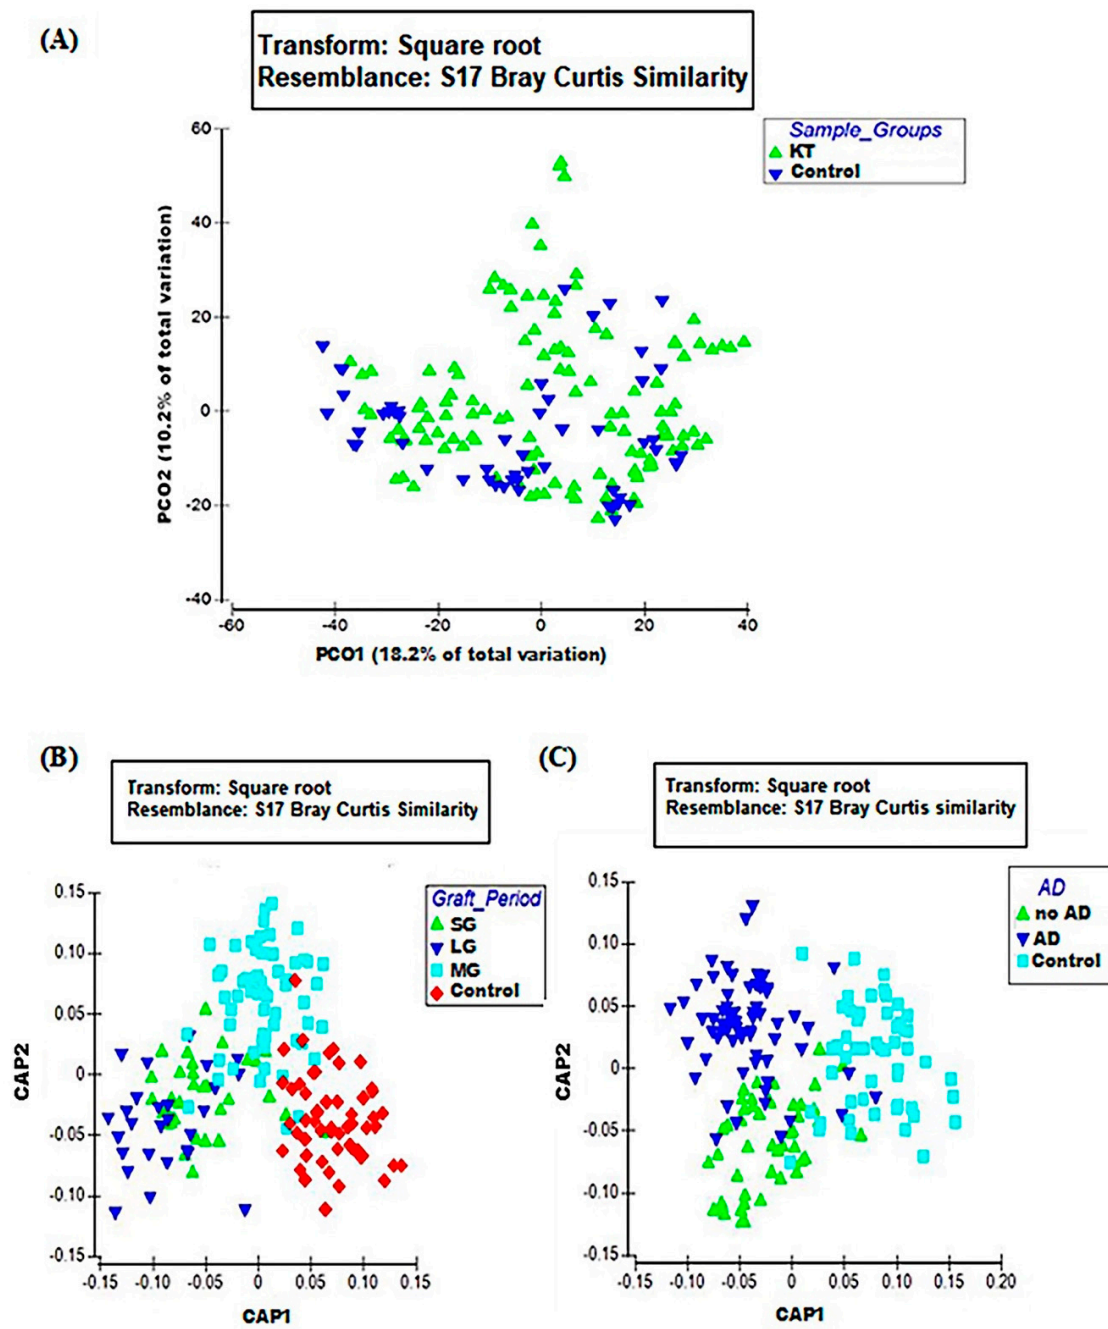 (A)
Transform: Square root
Resemblance: S17 Bray Curtis Similarity
Sample_Groups
KT
Control
60
40
20
0
-20
-40
PCO2 (10.2% of total variation)
-60
-40
-20
0
20
40
PCO1 (18.2% of total variation)
(B)
Transform: Square root
Resemblance: S17 Bray Curtis Similarity
Graft_Period
SG
LG
MG
Control
0.15
0.10
0.05
0
-0.05
-0.10
-0.15
CAP2
-0.15
-0.10
-0.05
0
0.05
0.10
0.15
CAP1
(C)
Transform: Square root
Resemblance: S17 Bray Curtis similarity
AD
no AD
AD
Control
0.15
0.10
0.05
0
-0.05
-0.10
-0.15
CAP2
-0.15
-0.10
-0.05
0
0.05
0.10
0.15
0.20
CAP1